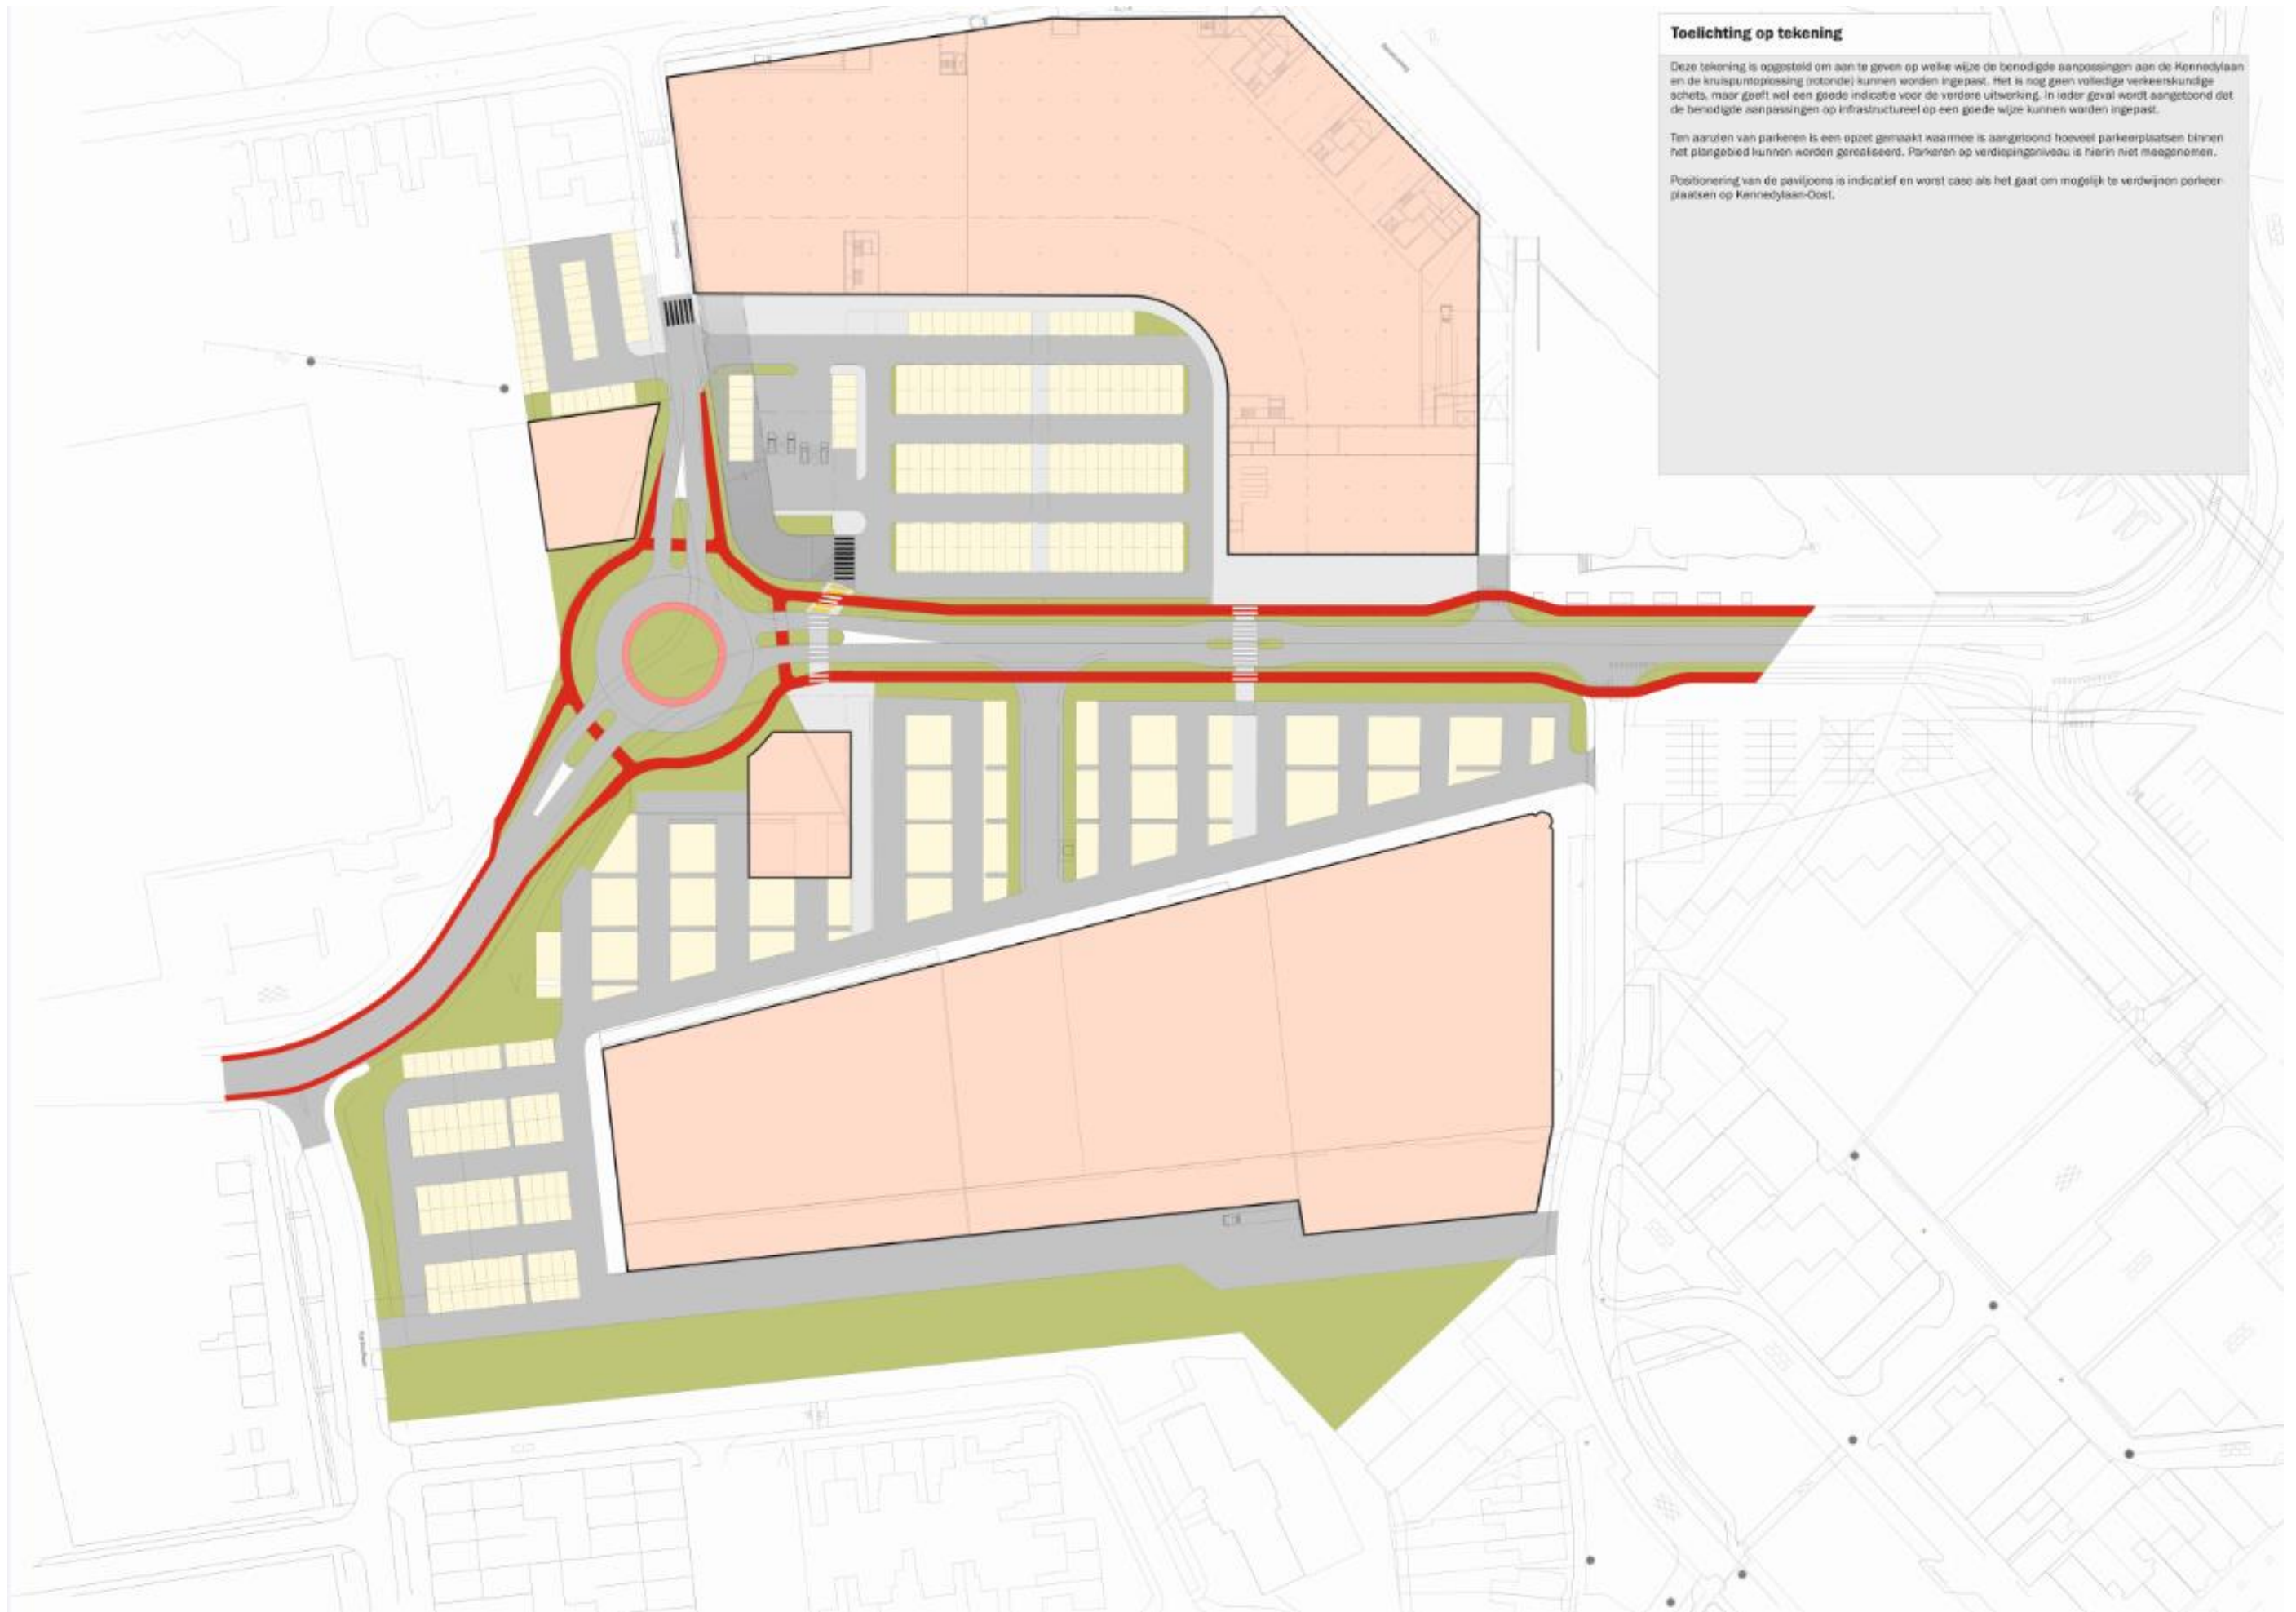 Toelichting op tekening
Deze tekening is opgesteld om aan te geven op welke wijze de benodigde aanpassingen aan de Kennedylaan
en de kruispuntoplossing (rotonde) kunnen worden ingepast. Het is nog geen volledige verkeerskundige
schets, maar geeft wel een goede indicatie voor de verdere uitwerking. In ieder geval wordt aangetoond dat
de benodigde aanpassingen op infrastructureel op een goede wijze kunnen worden ingepast.
Ten aanzien van parkeren is een opzet gemaakt waarmee is aangetoond hoeveel parkeerplaatsen binnen
het plangebied kunnen worden gerealiseerd. Parkeren op verdiepingsniveau is hierin niet meegenomen.
Positionering van de paviljoens is indicatief en worst case als het gaat om mogelijk te verdwijnen parkeer-
plaatsen op Kennedylaan-Oost.